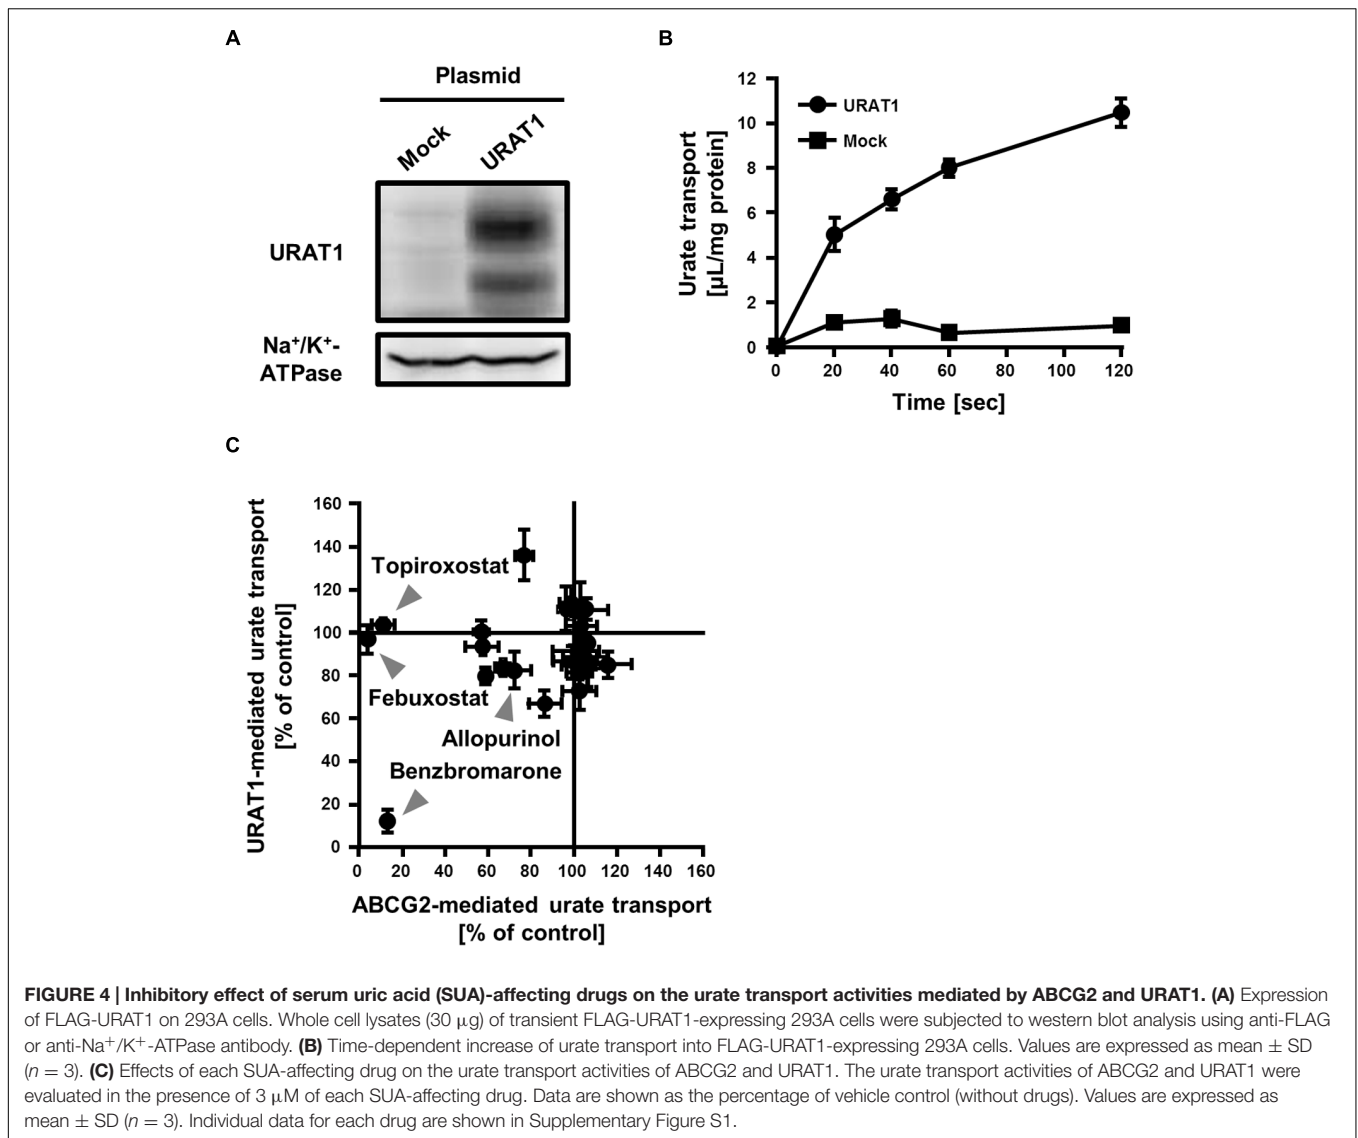 A
Plasmid
Mock
URAT1
URAT1
Na⁺/K⁺-
ATPase
B
12
10
8
6
4
2
0
URAT1
Mock
Urate transport
[µL/mg protein]
0 20 40 60 80 100 120
Time [sec]
C
160
140
120
100
80
60
40
20
0
URAT1-mediated urate transport
[% of control]
Topiroxostat
Febuxostat
Allopurinol
Benzbromarone
0 20 40 60 80 100 120 140 160
ABCG2-mediated urate transport
[% of control]
FIGURE 4 | Inhibitory effect of serum uric acid (SUA)-affecting drugs on the urate transport activities mediated by ABCG2 and URAT1. (A) Expression
of FLAG-URAT1 on 293A cells. Whole cell lysates (30 µg) of transient FLAG-URAT1-expressing 293A cells were subjected to western blot analysis using anti-FLAG
or anti-Na⁺/K⁺-ATPase antibody. (B) Time-dependent increase of urate transport into FLAG-URAT1-expressing 293A cells. Values are expressed as mean ± SD
(n = 3). (C) Effects of each SUA-affecting drug on the urate transport activities of ABCG2 and URAT1. The urate transport activities of ABCG2 and URAT1 were
evaluated in the presence of 3 µM of each SUA-affecting drug. Data are shown as the percentage of vehicle control (without drugs). Values are expressed as
mean ± SD (n = 3). Individual data for each drug are shown in Supplementary Figure S1.